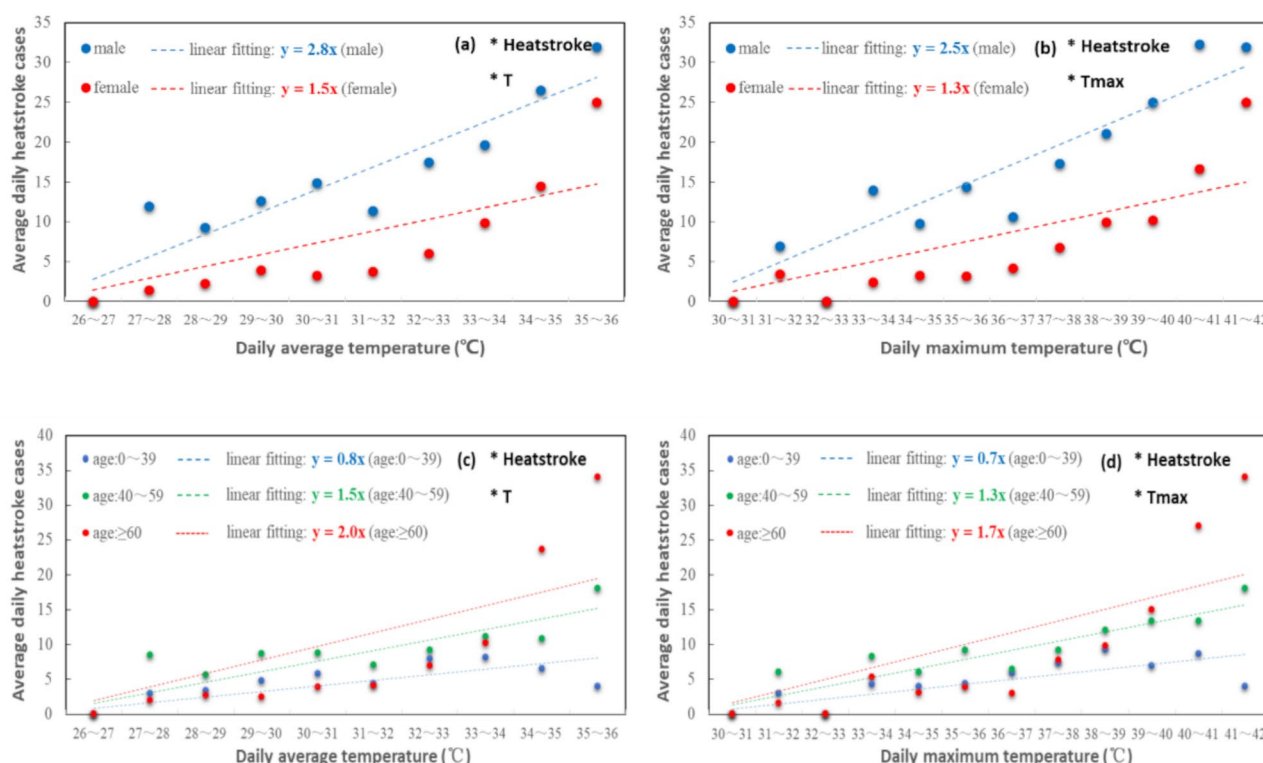 Average daily heatstroke cases
35
30
25
20
15
10
5
0
male linear fitting: y = 2.8x (male)
female linear fitting: y = 1.5x (female)
(a) * Heatstroke
* T
26～27 27～28 28～29 29～30 30～31 31～32 32～33 33～34 34～35 35～36
Daily average temperature (℃)
Average daily heatstroke cases
35
30
25
20
15
10
5
0
male linear fitting: y = 2.5x (male)
female linear fitting: y = 1.3x (female)
(b) * Heatstroke
* Tmax
30～31 31～32 32～33 33～34 34～35 35～36 36～37 37～38 38～39 39～40 40～41 41～42
Daily maximum temperature (℃)
Average daily heatstroke cases
40
35
30
25
20
15
10
5
0
age:0～39 linear fitting: y = 0.8x (age:0～39)
age:40～59 linear fitting: y = 1.5x (age:40～59)
age:≥60 linear fitting: y = 2.0x (age:≥60)
(c) * Heatstroke
* T
26～27 27～28 28～29 29～30 30～31 31～32 32～33 33～34 34～35 35～36
Daily average temperature (℃)
Average daily heatstroke cases
40
35
30
25
20
15
10
5
0
age:0～39 linear fitting: y = 0.7x (age:0～39)
age:40～59 linear fitting: y = 1.3x (age:40～59)
age:≥60 linear fitting: y = 1.7x (age:≥60)
(d) * Heatstroke
* Tmax
30～31 31～32 32～33 33～34 34～35 35～36 36～37 37～38 38～39 39～40 40～41 41～42
Daily maximum temperature (℃)